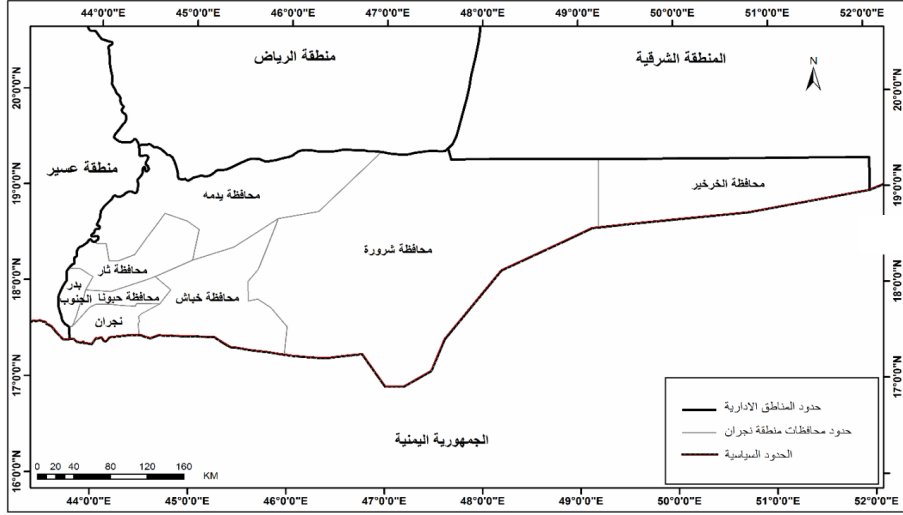 44°0'0"E 45°0'0"E 46°0'0"E 47°0'0"E 48°0'0"E 49°0'0"E 50°0'0"E 51°0'0"E 52°0'0"E
منطقة الرياض
المنطقة الشرقية
N
20°0'0"N
20°0'0"N
منطقة عسير
19°0'0"N
19°0'0"N
محافظة يدمه
محافظة الخرخير
محافظة شرورة
محافظة ثار
18°0'0"N
18°0'0"N
بدر
الجنوب
محافظة حبونا
محافظة خباش
نجران
17°0'0"N
17°0'0"N
الجمهورية اليمنية
حدود المناطق الادارية
حدود محافظات منطقة نجران
الحدود السياسية
16°0'0"N
16°0'0"N
0 20 40 80 120 160
KM
44°0'0"E 45°0'0"E 46°0'0"E 47°0'0"E 48°0'0"E 49°0'0"E 50°0'0"E 51°0'0"E 52°0'0"E